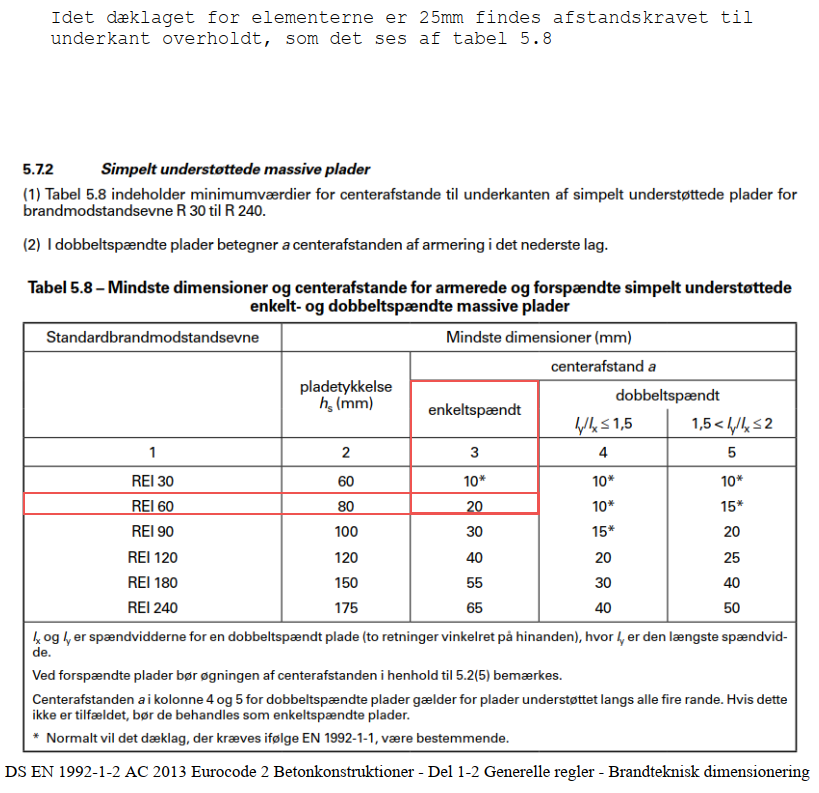 Idet dæklaget for elementerne er 25mm findes afstandskravet til
underkant overholdt, som det ses af tabel 5.8
5.7.2 Simpelt understøttede massive plader
(1) Tabel 5.8 indeholder minimumværdier for centerafstande til underkanten af simpelt understøttede plader for
brandmodstandsevne R 30 til R 240.
(2) I dobbeltspændte plader betegner a centerafstanden af armering i det nederste lag.
Tabel 5.8 – Mindste dimensioner og centerafstande for armerede og forspændte simpelt understøttede
enkelt- og dobbeltspændte massive plader
Standardbrandmodstandsevne Mindste dimensioner (mm)
centerafstand a
pladetykkelse
hs (mm)
enkeltspændt
dobbeltspændt
ly/lx ≤ 1,5 1,5 < ly/lx ≤ 2
1 2 3 4 5
REI 30 60 10* 10* 10*
REI 60 80 20 10* 15*
REI 90 100 30 15* 20
REI 120 120 40 20 25
REI 180 150 55 30 40
REI 240 175 65 40 50
lx og ly er spændvidderne for en dobbeltspændt plade (to retninger vinkelret på hinanden), hvor ly er den længste spændvid-
de.
Ved forspændte plader bør øgningen af centerafstanden i henhold til 5.2(5) bemærkes.
Centerafstanden a i kolonne 4 og 5 for dobbeltspændte plader gælder for plader understøttet langs alle fire rande. Hvis dette
ikke er tilfældet, bør de behandles som enkeltspændte plader.
* Normalt vil det dæklag, der kræves ifølge EN 1992-1-1, være bestemmende.
DS EN 1992-1-2 AC 2013 Eurocode 2 Betonkonstruktioner - Del 1-2 Generelle regler - Brandteknisk dimensionering